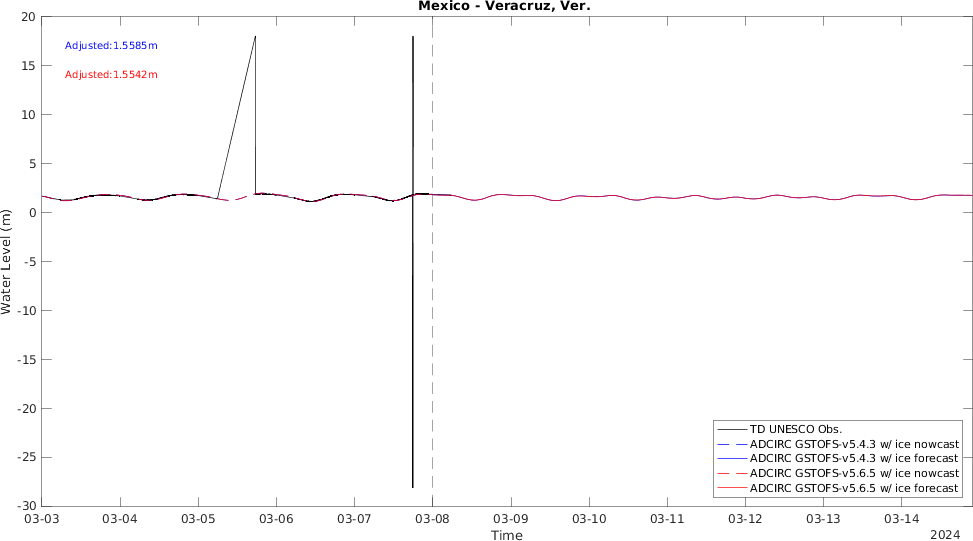 Mexico - Veracruz, Ver.
Adjusted:1.5585m
Adjusted:1.5542m
20
15
10
5
0
-5
-10
-15
-20
-25
-30
Water Level (m)
TD UNESCO Obs.
ADCIRC GSTOFS-v5.4.3 w/ ice nowcast
ADCIRC GSTOFS-v5.4.3 w/ ice forecast
ADCIRC GSTOFS-v5.6.5 w/ ice nowcast
ADCIRC GSTOFS-v5.6.5 w/ ice forecast
03-03 03-04 03-05 03-06 03-07 03-08 03-09 03-10 03-11 03-12 03-13 03-14
Time
2024